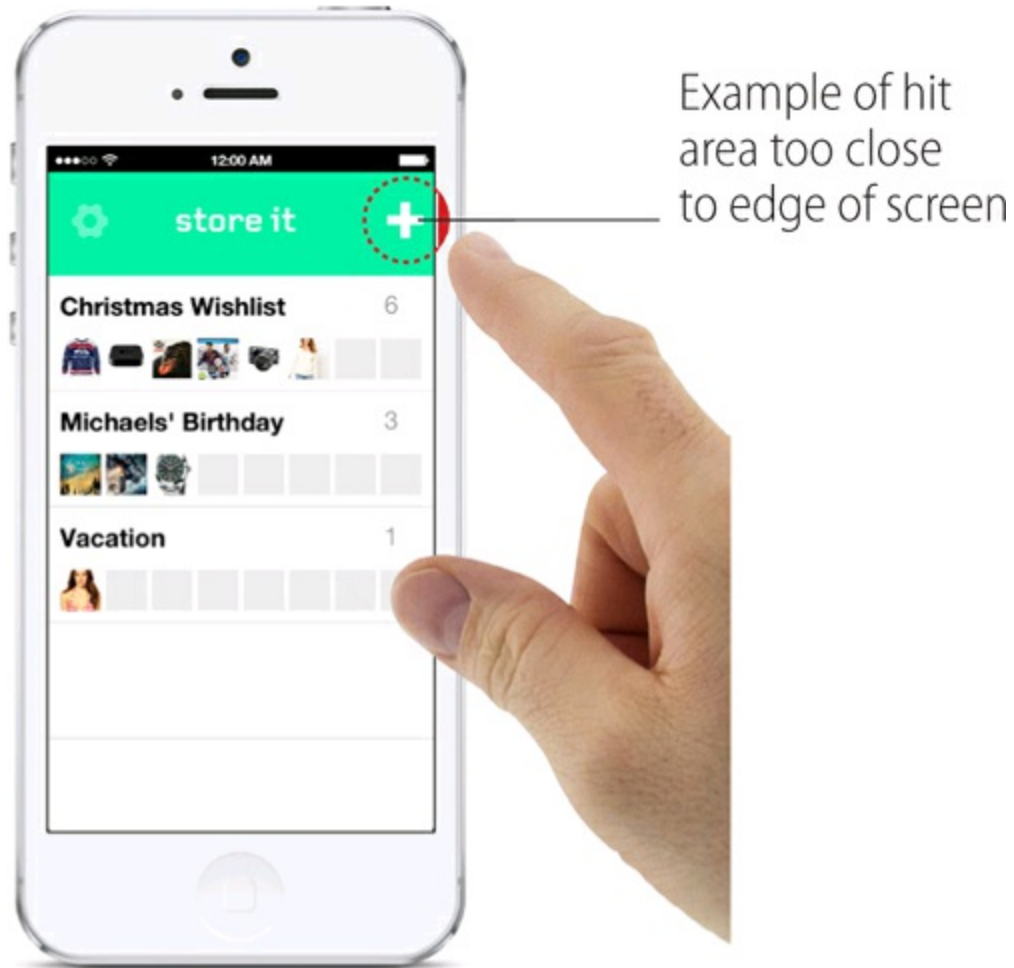 12:00 AM
store it
Christmas Wishlist 6
Michaels' Birthday 3
Vacation 1
Example of hit
area too close
to edge of screen